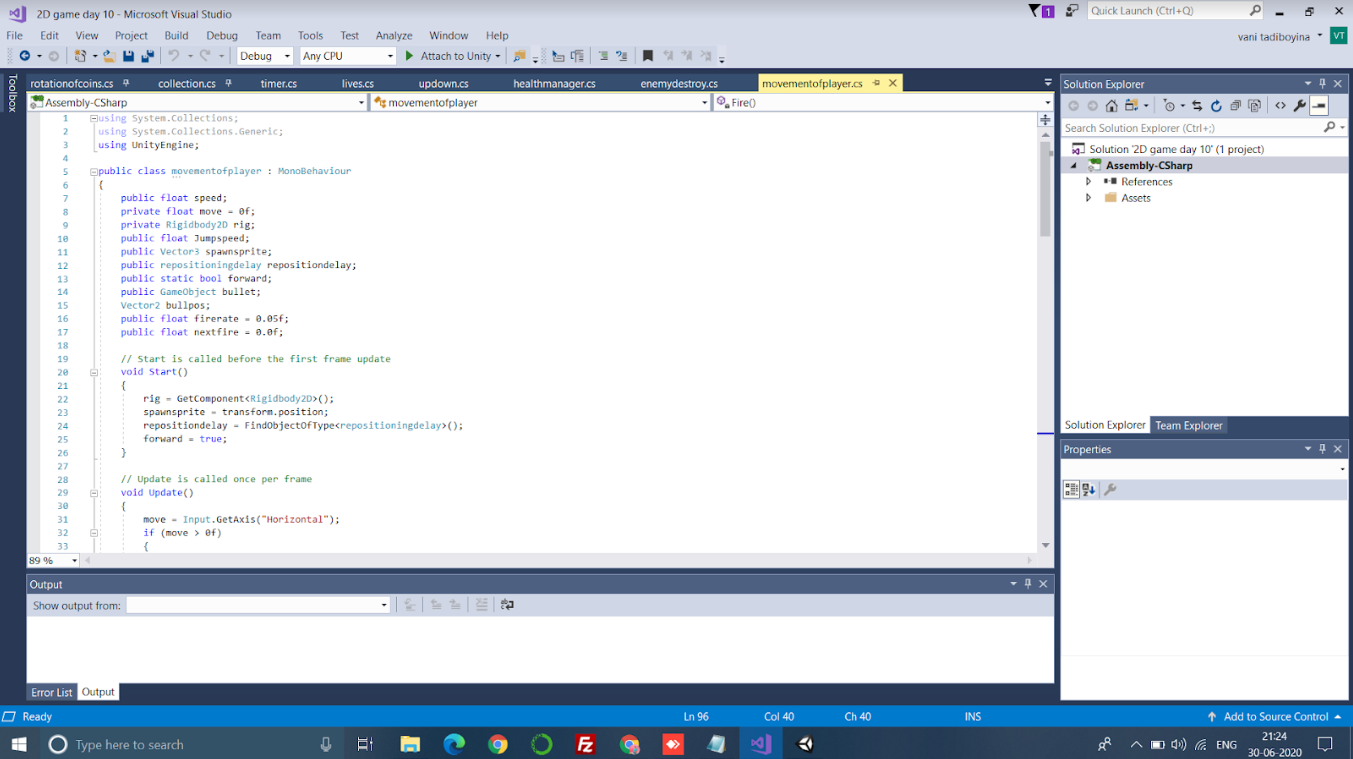 2D game day 10 - Microsoft Visual Studio
1
Quick Launch (Ctrl+Q)
File Edit View Project Build Debug Team Tools Test Analyze Window Help
vani tadiboyina VT
Debug Any CPU Attach to Unity
Toolbox
rotationofcoins.cs collection.cs timer.cs lives.cs updown.cs healthmanager.cs enemydestroy.cs movementofplayer.cs
Assembly-CSharp movementofplayer Fire()
1 using System.Collections;
2 using System.Collections.Generic;
3 using UnityEngine;
4
5 public class movementofplayer : MonoBehaviour
6 {
7 public float speed;
8 private float move = 0f;
9 private Rigidbody2D rig;
10 public float Jumpspeed;
11 public Vector3 spawnsprite;
12 public repositioningdelay repositiondelay;
13 public static bool forward;
14 public GameObject bullet;
15 Vector2 bullpos;
16 public float firerate = 0.05f;
17 public float nextfire = 0.0f;
18
19 // Start is called before the first frame update
20 void Start()
21 {
22 rig = GetComponent<Rigidbody2D>();
23 spawnsprite = transform.position;
24 repositiondelay = FindObjectOfType<repositioningdelay>();
25 forward = true;
26 }
27
28 // Update is called once per frame
29 void Update()
30 {
31 move = Input.GetAxis("Horizontal");
32 if (move > 0f)
33 {
89 %
Output
Show output from:
Error List Output
Solution Explorer
Search Solution Explorer (Ctrl+;)
Solution '2D game day 10' (1 project)
Assembly-CSharp
References
Assets
Solution Explorer Team Explorer
Properties
Ready Ln 96 Col 40 Ch 40 INS Add to Source Control
Type here to search
ENG
21:24
30-06-2020